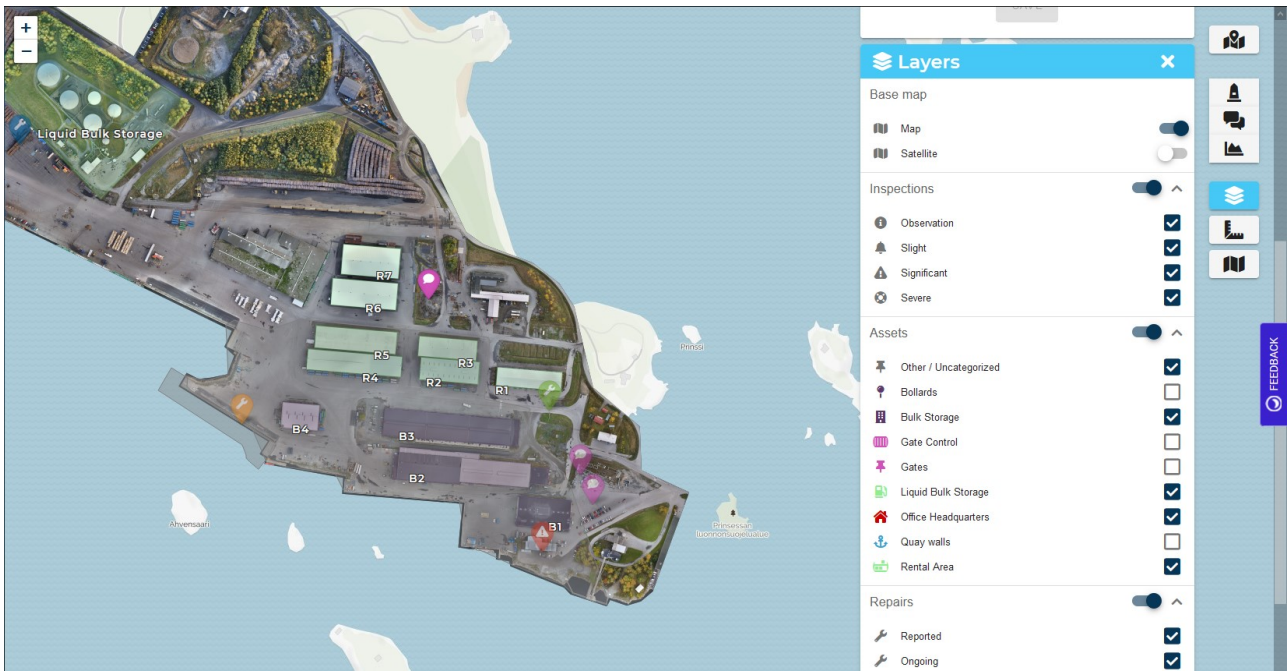 SAVE
Layers
Base map
Map
Satellite
Inspections
Observation
Slight
Significant
Severe
Assets
Other / Uncategorized
Bollards
Bulk Storage
Gate Control
Gates
Liquid Bulk Storage
Office Headquarters
Quay walls
Rental Area
Repairs
Reported
Ongoing
FEEDBACK
+
−
Liquid Bulk Storage
R7
R6
R5
R4
R3
R2
R1
B4
B3
B2
B1
Prinssi
Ahvensaari
Prinsessan
luonnonsuojelualue